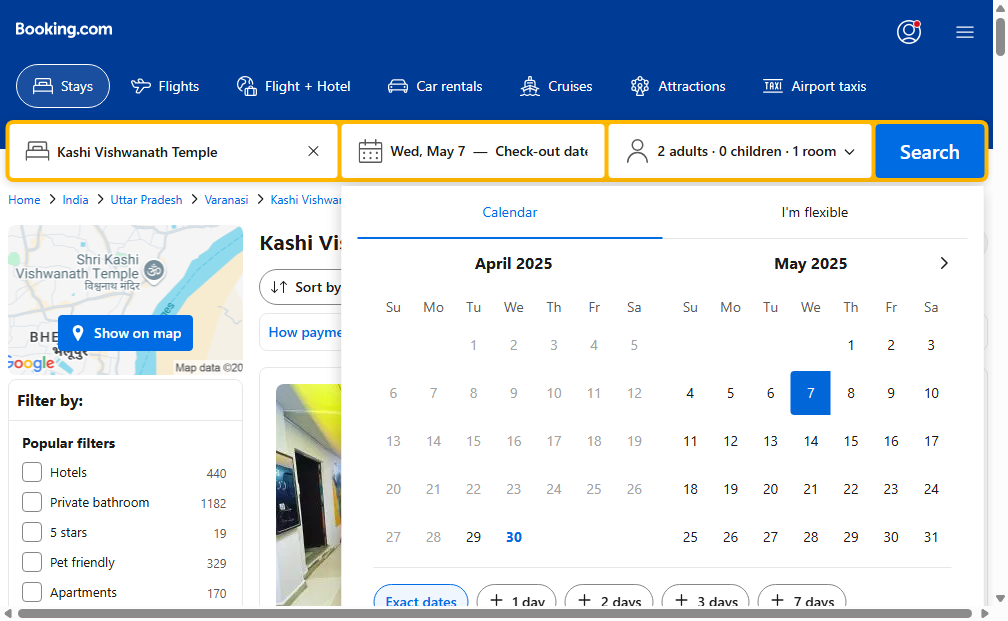 Booking.com
Stays
Flights
Flight + Hotel
Car rentals
Cruises
Attractions
TAXI
Airport taxis
Kashi Vishwanath Temple
Wed, May 7 — Check-out date
2 adults · 0 children · 1 room
Search
Home
India
Uttar Pradesh
Varanasi
Kashi Vishwar
Calendar
I'm flexible
Shri Kashi
Vishwanath Temple
विश्वनाथ मंदिर
BHE
Show on map
Google
Map data ©20
Kashi Vi
Sort by
How payme
April 2025
Su Mo Tu We Th Fr Sa
1 2 3 4 5
6 7 8 9 10 11 12
13 14 15 16 17 18 19
20 21 22 23 24 25 26
27 28 29 30
May 2025
Su Mo Tu We Th Fr Sa
1 2 3
4 5 6 7 8 9 10
11 12 13 14 15 16 17
18 19 20 21 22 23 24
25 26 27 28 29 30 31
Exact dates
1 day
2 days
3 days
7 days
Filter by:
Popular filters
Hotels 440
Private bathroom 1182
5 stars 19
Pet friendly 329
Apartments 170